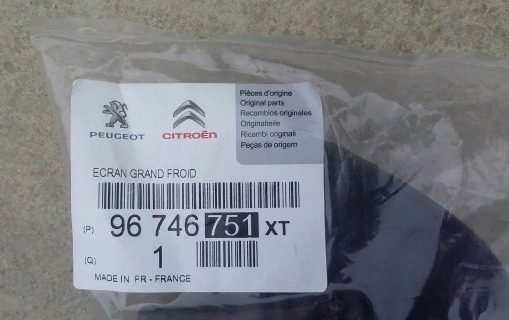 PEUGEOT
CITROËN
Pièces d'origine
Original parts
Recambios originales
Originalteile
Ricambi originali
Peças de origem
ECRAN GRAND FROID
(P) 96 746 751 XT
(Q) 1
MADE IN FR - FRANCE